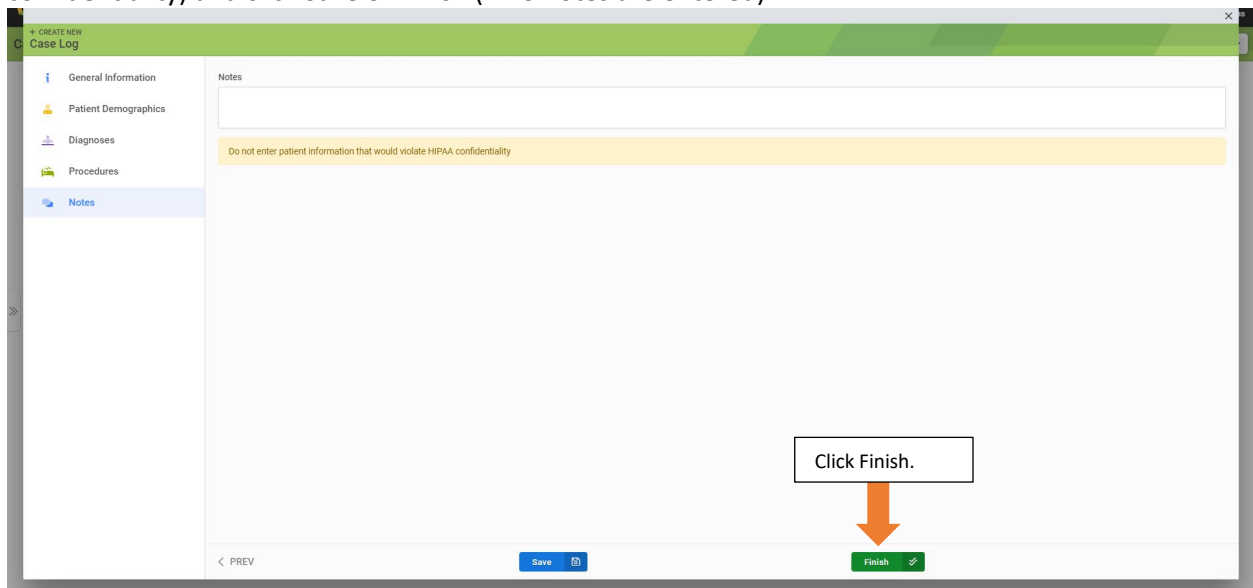 + CREATE NEW
Case Log
General Information
Patient Demographics
Diagnoses
Procedures
Notes
Notes
Do not enter patient information that would violate HIPAA confidentiality
Click Finish.
< PREV
Save
Finish